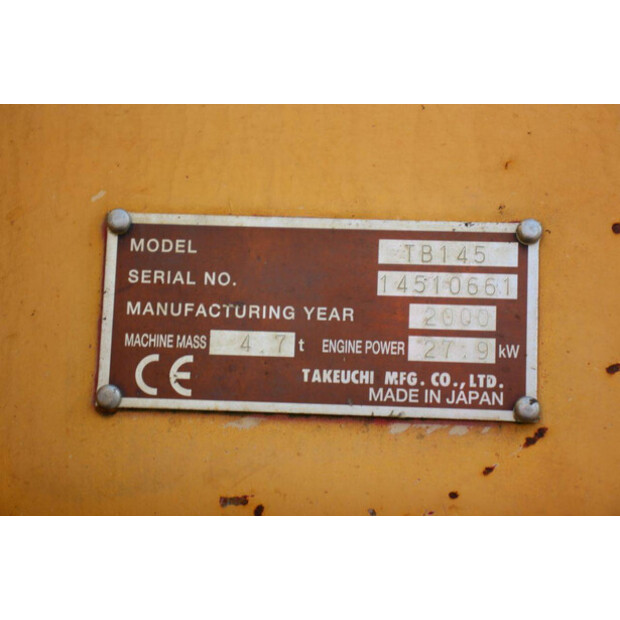 MODEL TB145
SERIAL NO. 14510661
MANUFACTURING YEAR 2000
MACHINE MASS 4.7 t ENGINE POWER 27.9 kW
CE TAKEUCHI MFG. CO., LTD.
MADE IN JAPAN